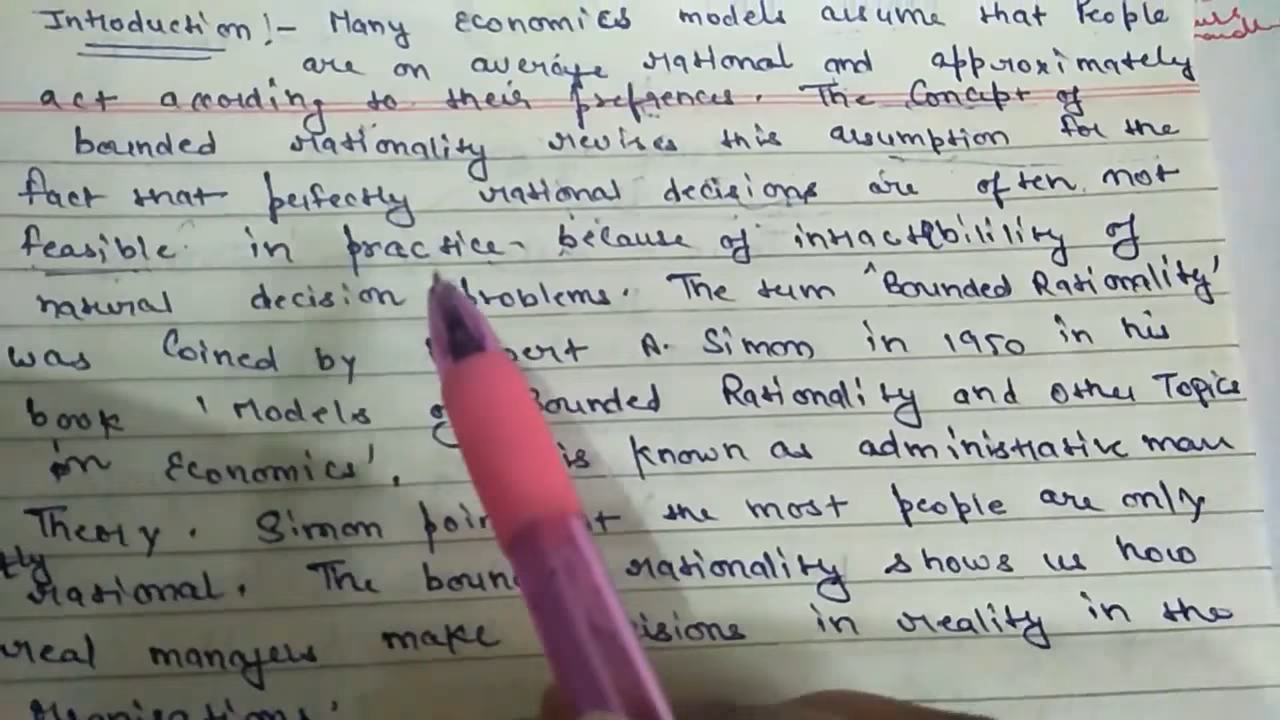 Introduction :- Many Economics models assume that People
are on average rational and approximately
act according to their prefrences. The Concept of
bounded rationality revises this assumption for the
fact that perfectly rational decisions are often not
feasible in practice because of intractibility of
natural decision problems. The turm 'Bounded Rationality'
was Coined by A. Simon in 1950 in his
book 'Models Bounded Rationality and Other Topics
in Economics'. is known as administrative man
Theory. Simon the most people are only
rational. The rationality shows us how
real managers make in reality in the